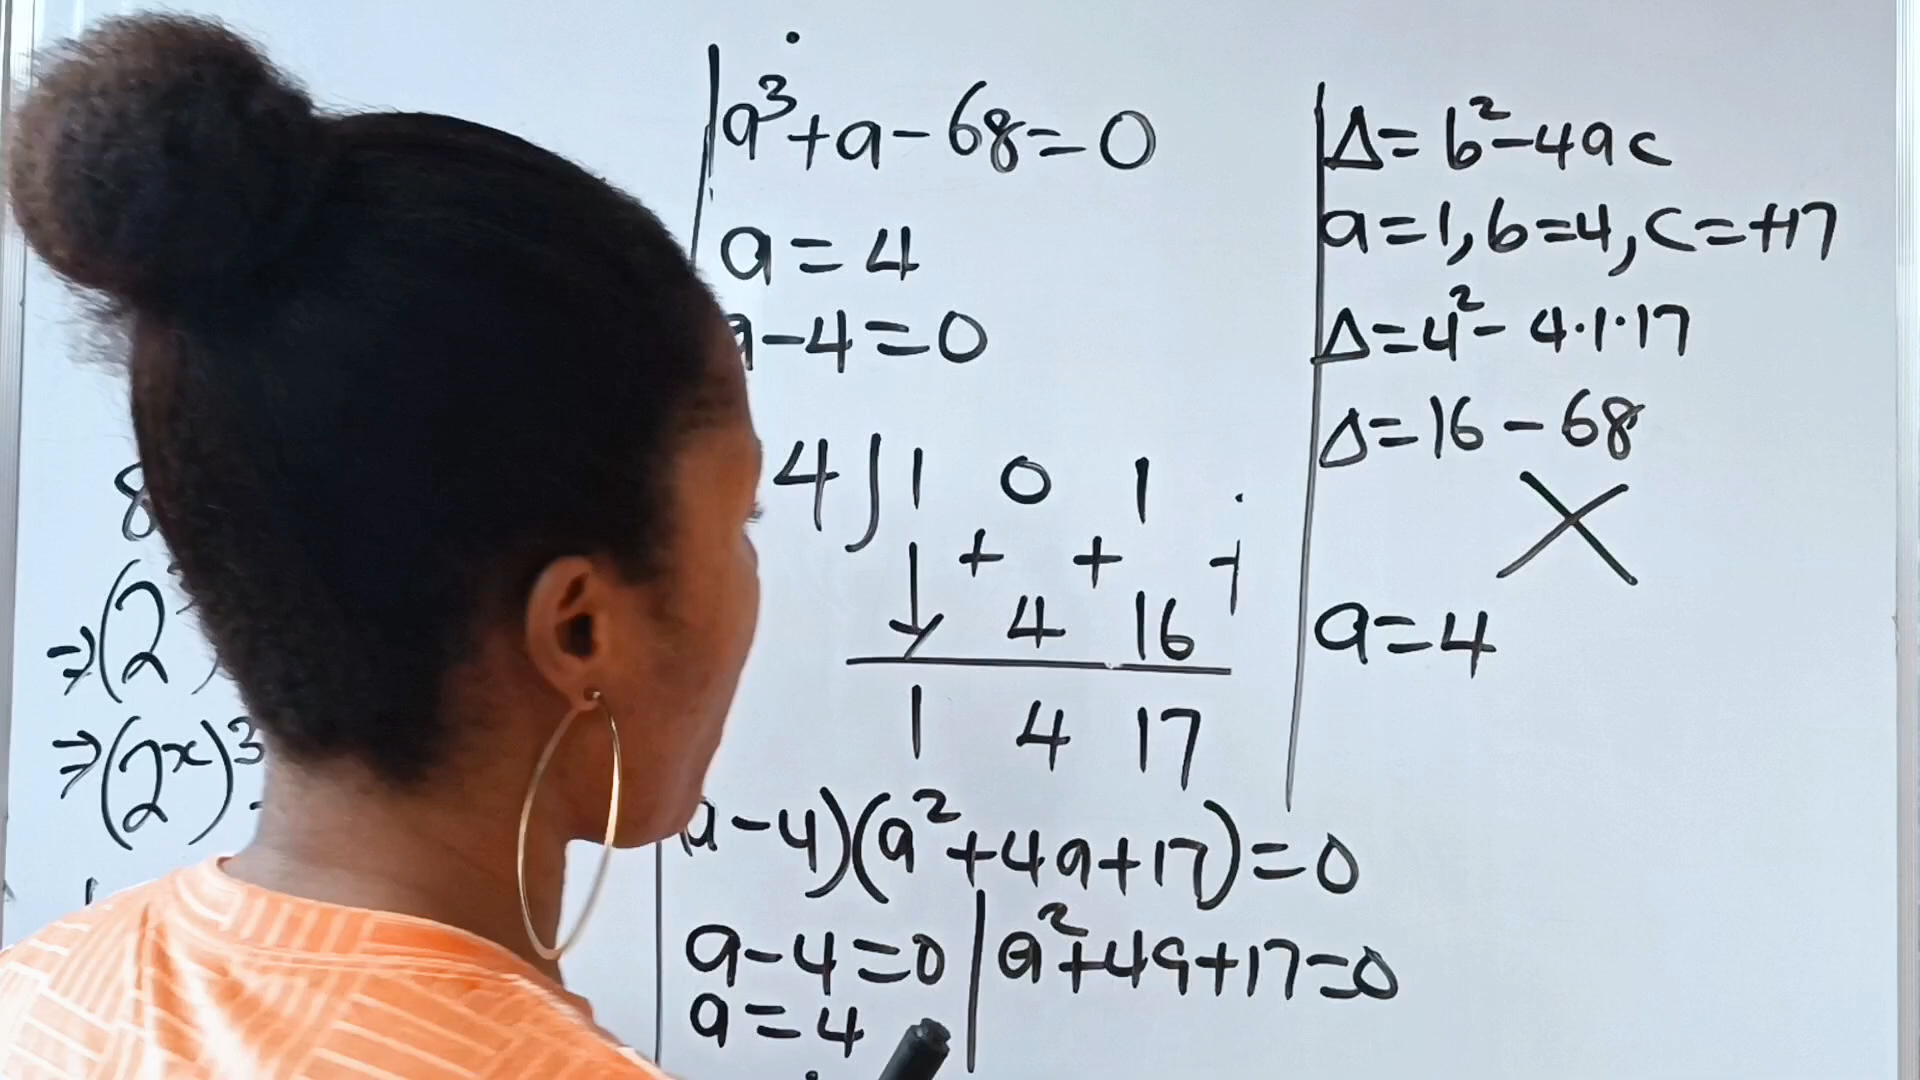 8
⇒(2
⇒(2ˣ)³
a³+a-68=0
a=4
a-4=0
4⌡1 0 1
+ + +
↓ 4 16
1 4 17
(a-4)(a²+4a+17)=0
a-4=0 | a²+4a+17=0
a=4
Δ=b²-4ac
a=1, b=4, c=+17
Δ=4²-4·1·17
Δ=16-68
X
a=4